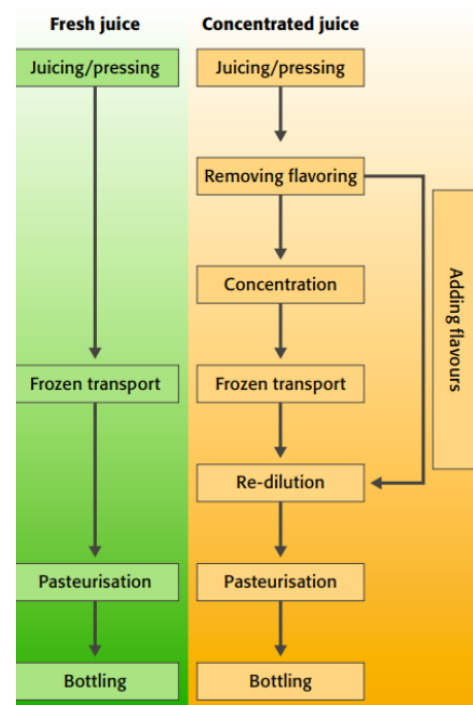 Fresh juice
Juicing/pressing
Frozen transport
Pasteurisation
Bottling
Concentrated juice
Juicing/pressing
Removing flavoring
Concentration
Frozen transport
Re-dilution
Pasteurisation
Bottling
Adding flavours